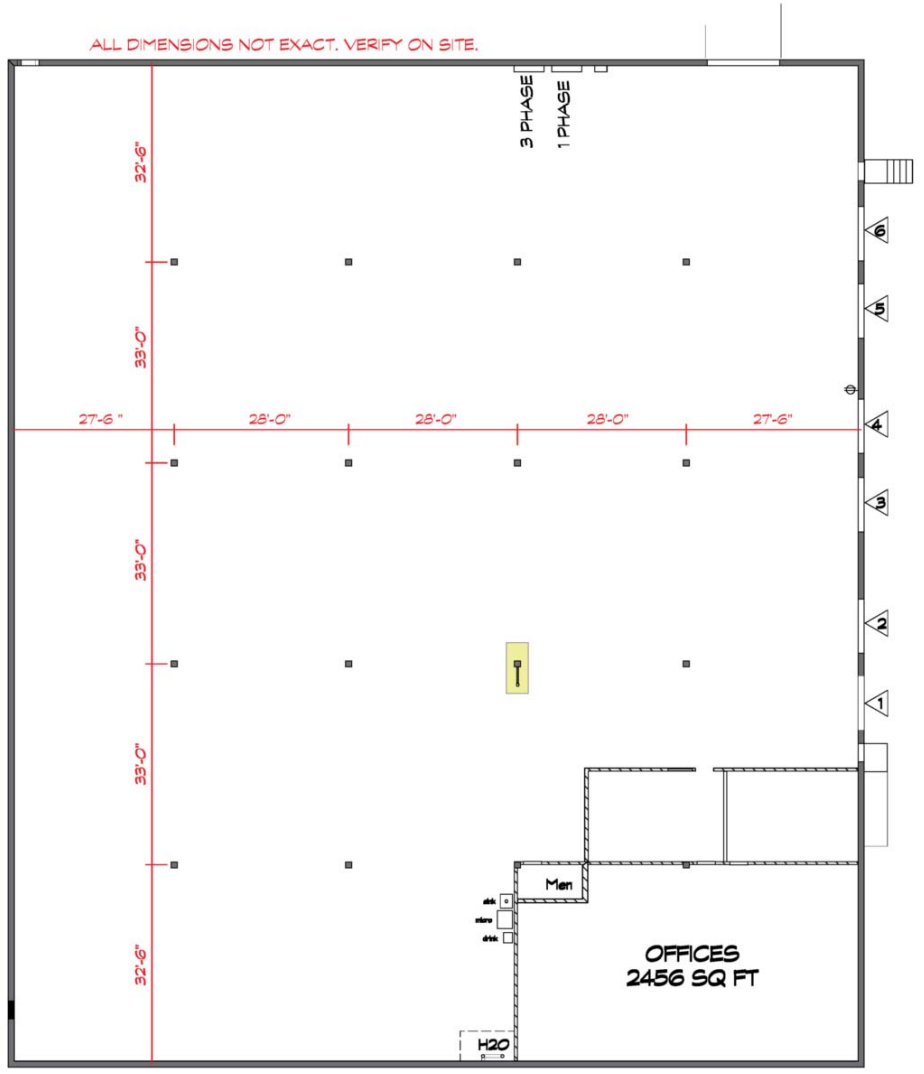 ALL DIMENSIONS NOT EXACT. VERIFY ON SITE.
3 PHASE
1 PHASE
32'-6"
6
5
33'-0"
27'-6 "
28'-0"
28'-0"
28'-0"
27'-6"
4
3
33'-0"
2
1
33'-0"
Men
sink
micro
drink
OFFICES
2456 SQ FT
32'-6"
H2O